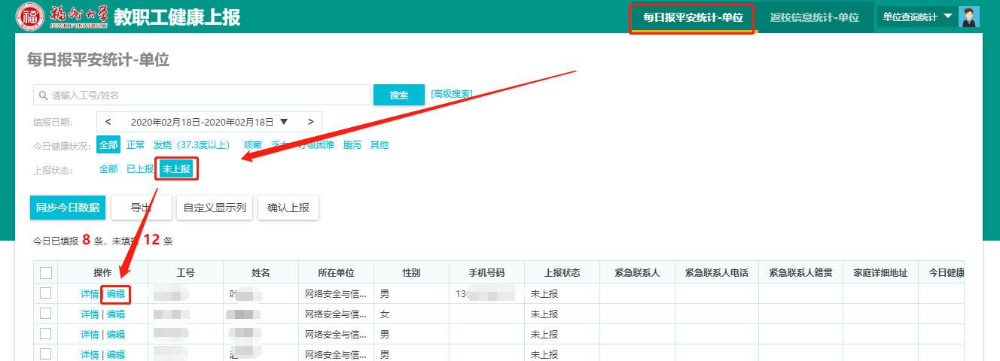 福州大学 教职工健康上报 每日报平安统计-单位 返校信息统计-单位 单位查询统计
FUZHOU UNIVERSITY
每日报平安统计-单位
请输入工号/姓名 搜索 [高级搜索]
填报日期: < 2020年02月18日-2020年02月18日 >
今日健康状况: 全部 正常 发烧（37.3度以上） 咳嗽 乏力 呼吸困难 腹泻 其他
上报状态: 全部 已上报 未上报
同步今日数据 导出 自定义显示列 确认上报
今日已填报 8 条，未填报 12 条
操作 工号 姓名 所在单位 性别 手机号码 上报状态 紧急联系人 紧急联系人电话 紧急联系人籍贯 家庭详细地址 今日健康
详情 | 编辑 叶 网络安全与信... 男 13 未上报
详情 | 编辑 网络安全与信... 女 未上报
详情 | 编辑 网络安全与信... 男 未上报
详情 | 编辑 网络安全与信... 男 未上报